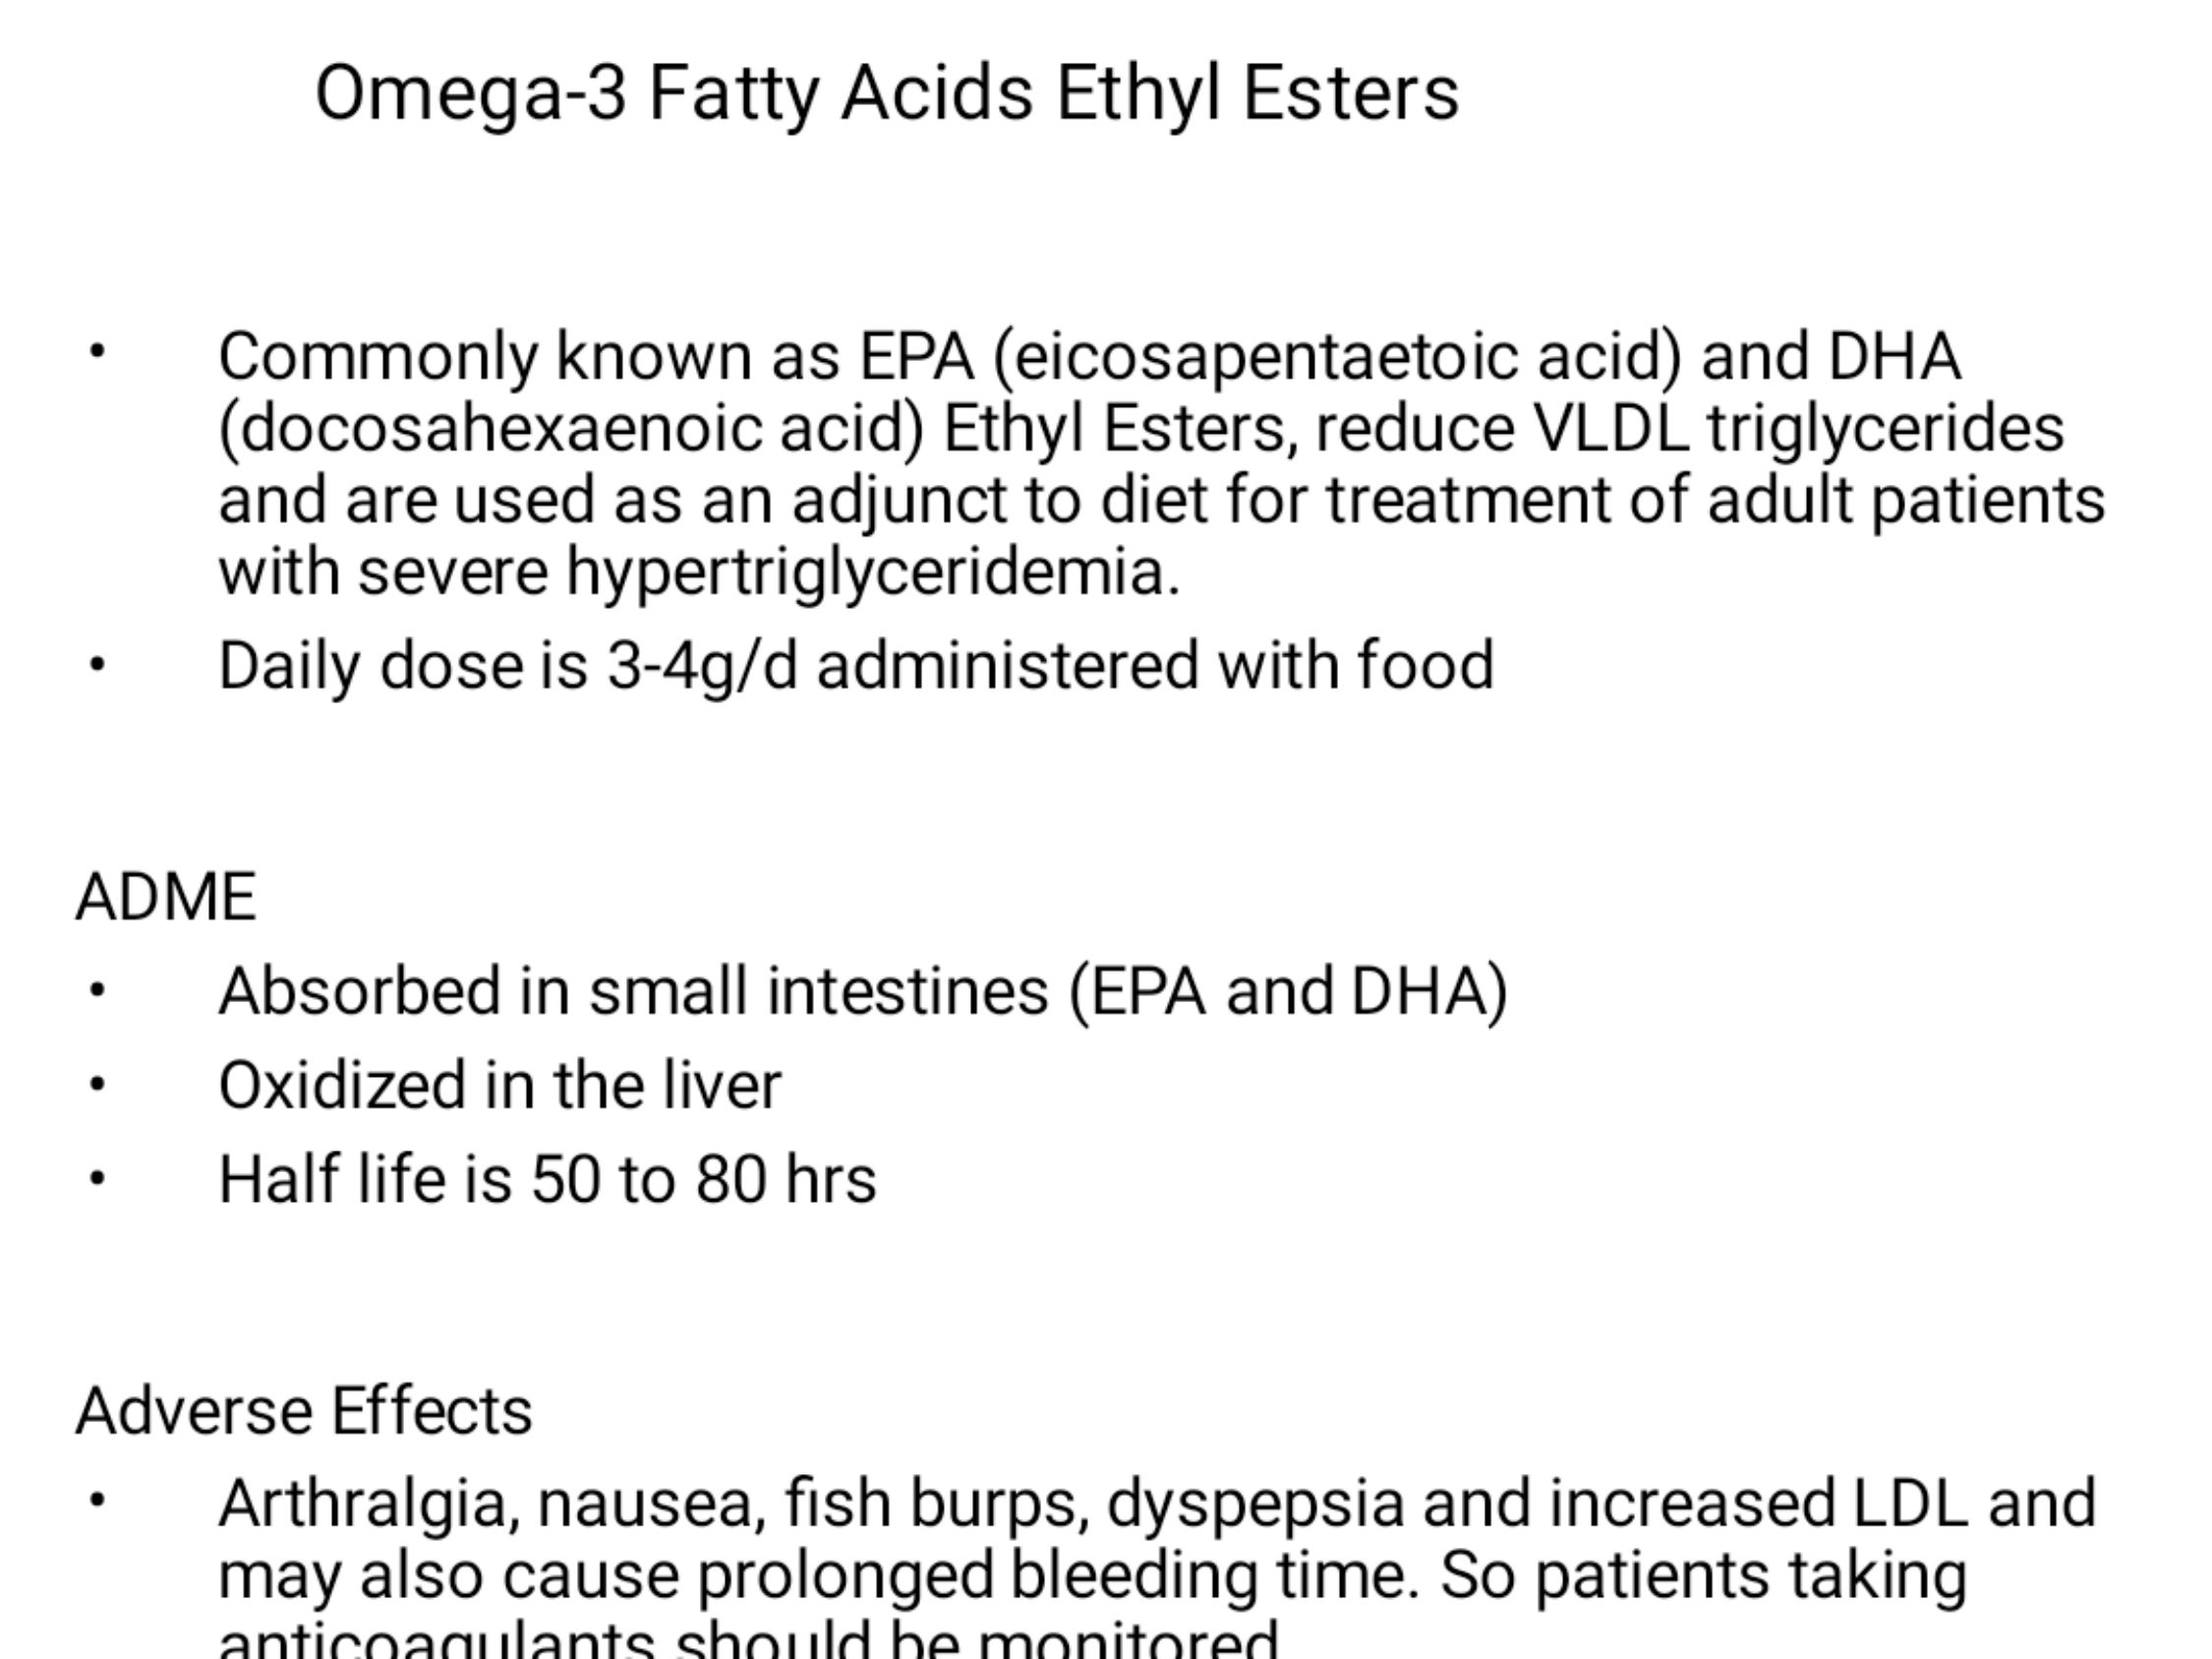 Omega-3 Fatty Acids Ethyl Esters
• Commonly known as EPA (eicosapentaetoic acid) and DHA
(docosahexaenoic acid) Ethyl Esters, reduce VLDL triglycerides
and are used as an adjunct to diet for treatment of adult patients
with severe hypertriglyceridemia.
• Daily dose is 3-4g/d administered with food
ADME
• Absorbed in small intestines (EPA and DHA)
• Oxidized in the liver
• Half life is 50 to 80 hrs
Adverse Effects
• Arthralgia, nausea, fish burps, dyspepsia and increased LDL and
may also cause prolonged bleeding time. So patients taking
anticoagulants should be monitored